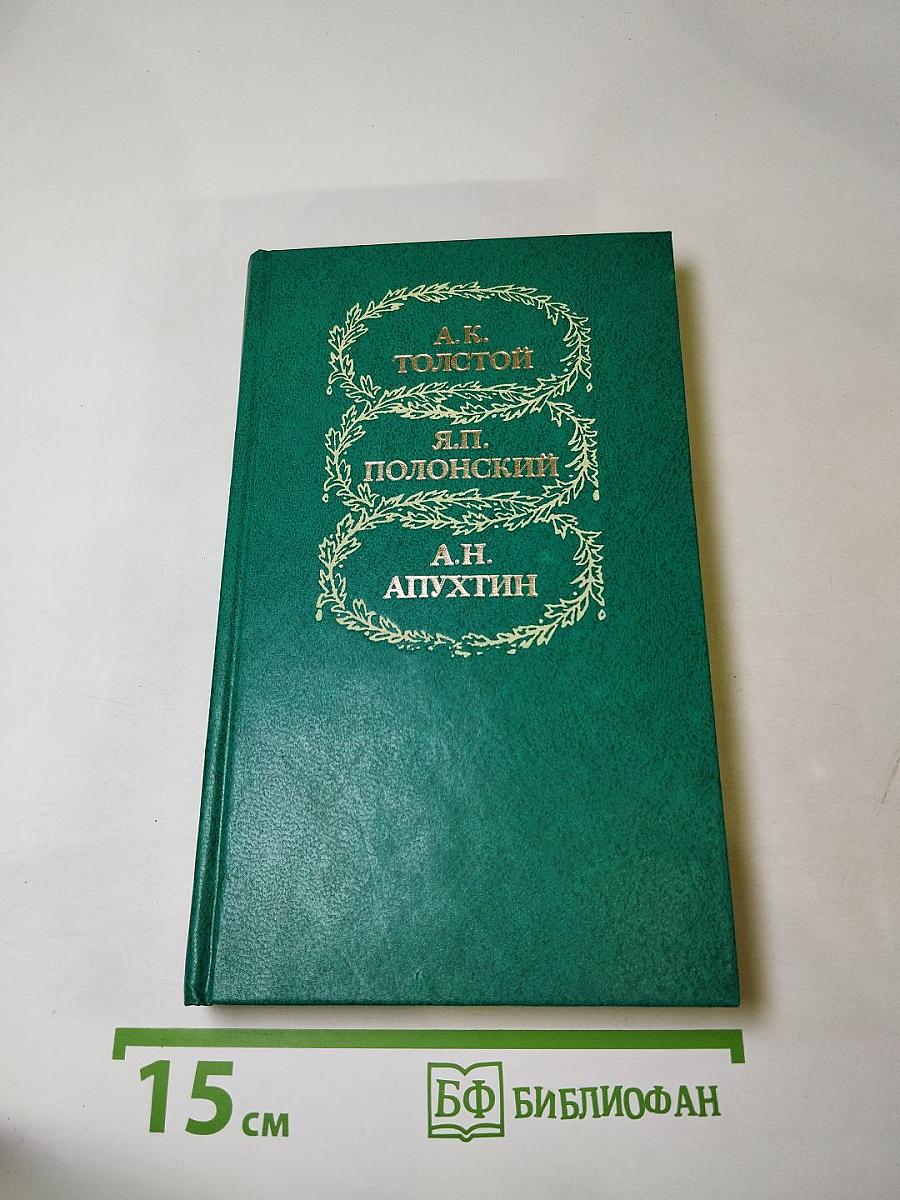 А. К.
ТОЛСТОЙ
Я.П.
ПОЛОНСКИЙ
А.Н.
АПУХТИН
15 см
БФ БИБЛИОФАН